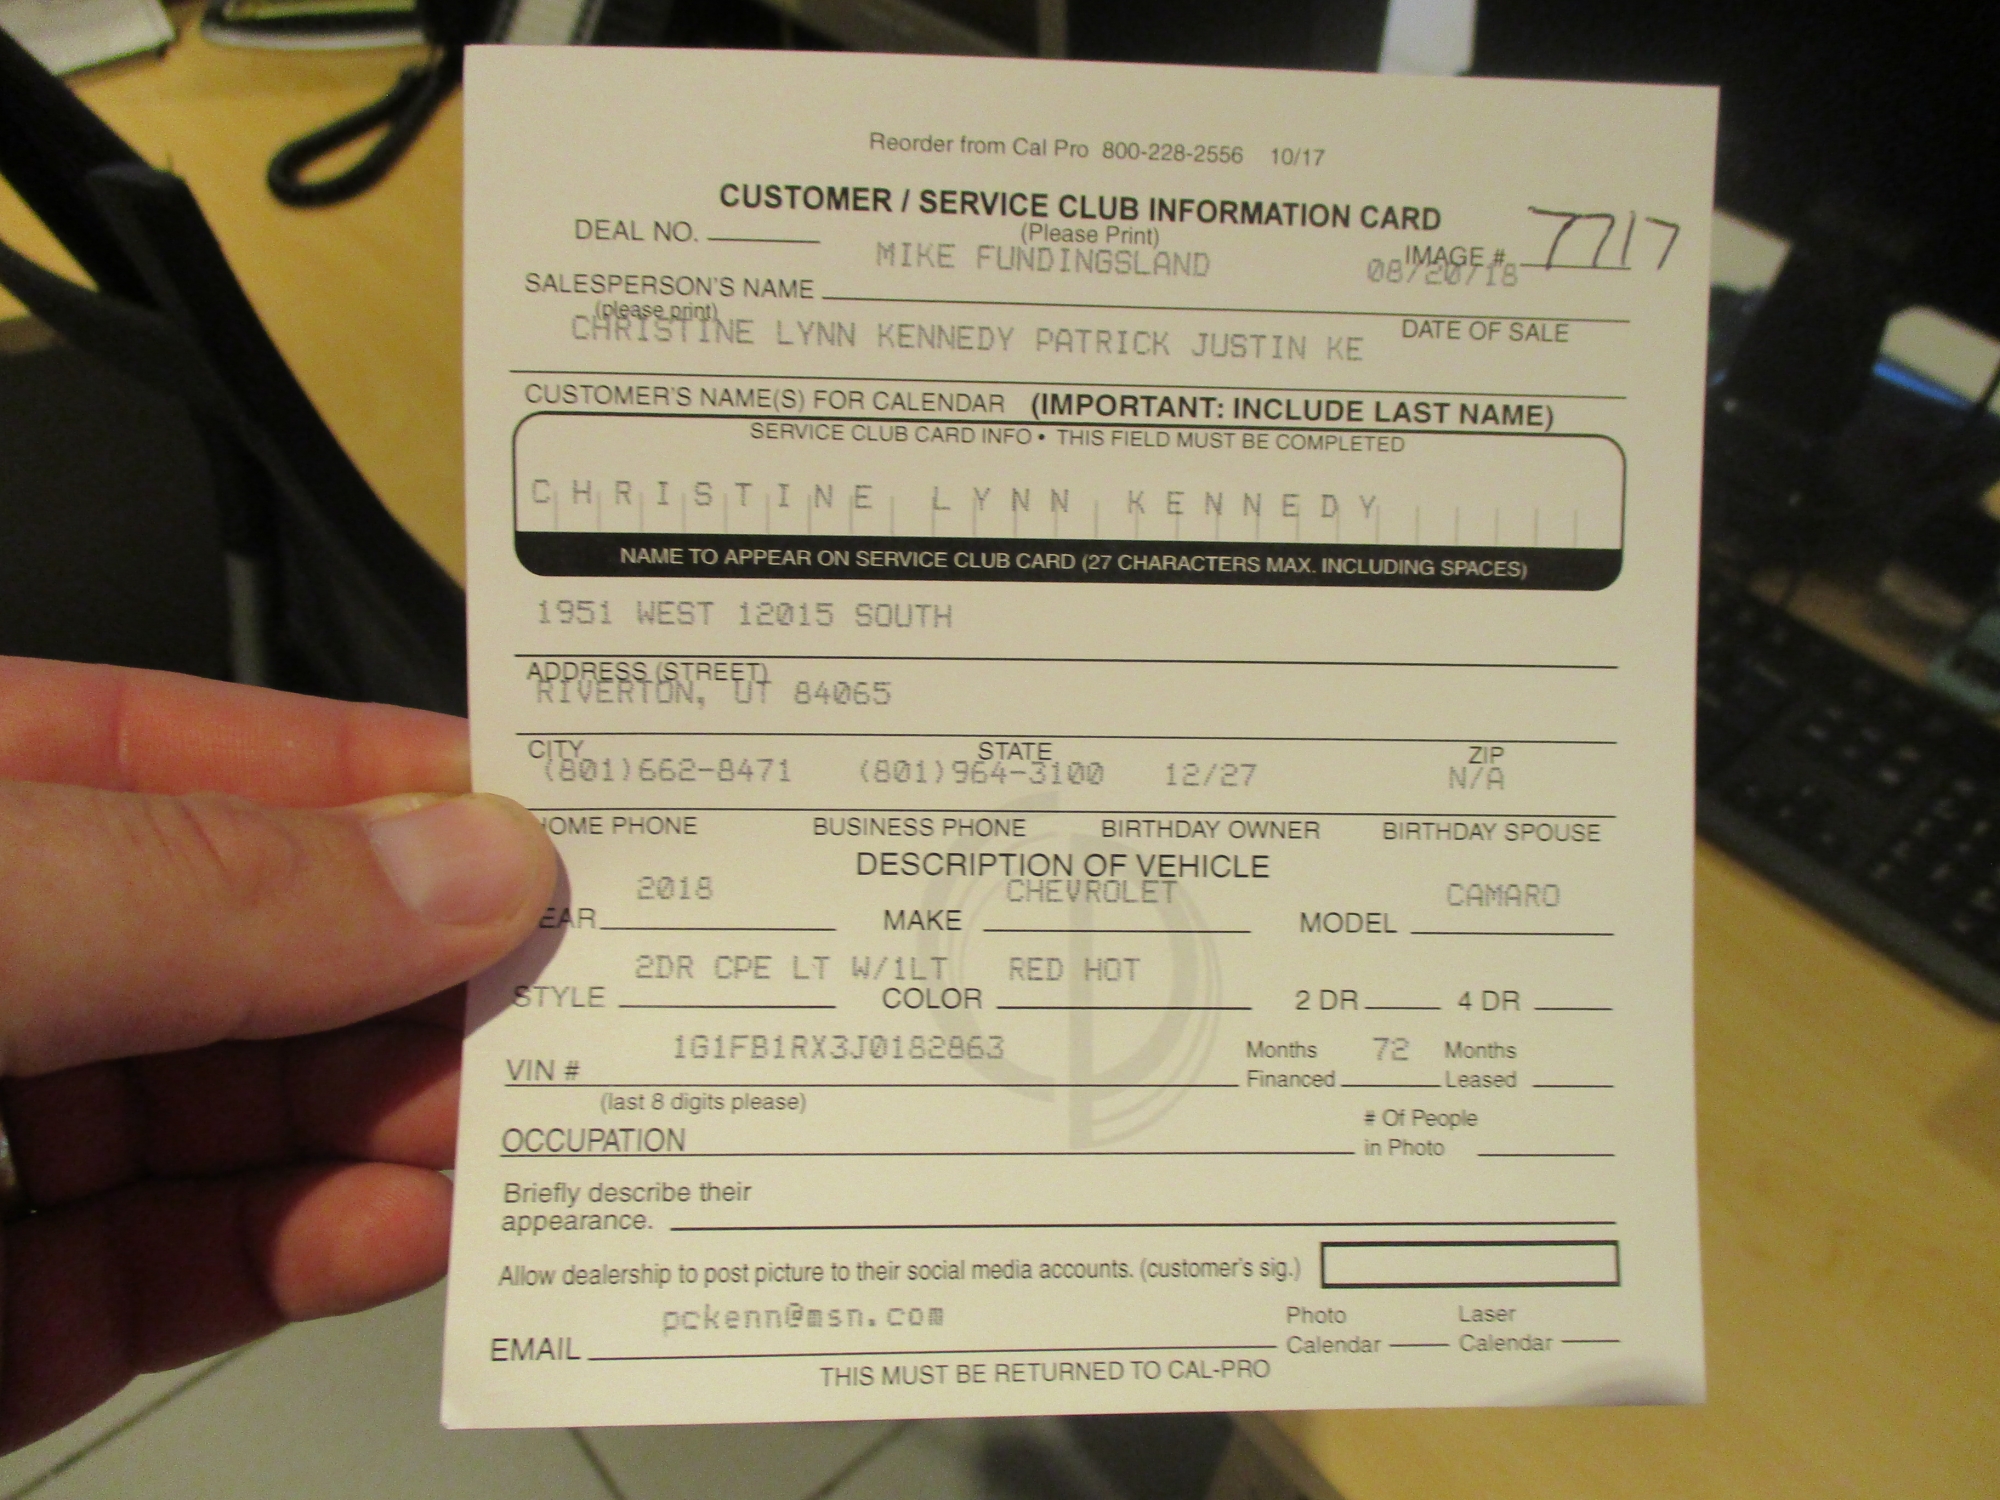 Reorder from Cal Pro 800-228-2556 10/17
CUSTOMER / SERVICE CLUB INFORMATION CARD
DEAL NO. (Please Print) IMAGE # 7717
MIKE FUNDINGSLAND 08/20/18
SALESPERSON'S NAME
(please print) DATE OF SALE
CHRISTINE LYNN KENNEDY PATRICK JUSTIN KE
CUSTOMER'S NAME(S) FOR CALENDAR (IMPORTANT: INCLUDE LAST NAME)
SERVICE CLUB CARD INFO • THIS FIELD MUST BE COMPLETED
CHRISTINE LYNN KENNEDY
NAME TO APPEAR ON SERVICE CLUB CARD (27 CHARACTERS MAX. INCLUDING SPACES)
1951 WEST 12015 SOUTH
ADDRESS (STREET)
RIVERTON, UT 84065
CITY STATE ZIP
(801)662-8471 (801)964-3100 12/27 N/A
OME PHONE BUSINESS PHONE BIRTHDAY OWNER BIRTHDAY SPOUSE
DESCRIPTION OF VEHICLE
2018 CHEVROLET CAMARO
EAR MAKE MODEL
2DR CPE LT W/1LT RED HOT
STYLE COLOR 2 DR 4 DR
1G1FB1RX3J0182863 Months 72 Months
VIN # Financed Leased
(last 8 digits please) # Of People
OCCUPATION in Photo
Briefly describe their
appearance.
Allow dealership to post picture to their social media accounts. (customer's sig.)
pckenn@msn.com Photo Laser
EMAIL Calendar Calendar
THIS MUST BE RETURNED TO CAL-PRO